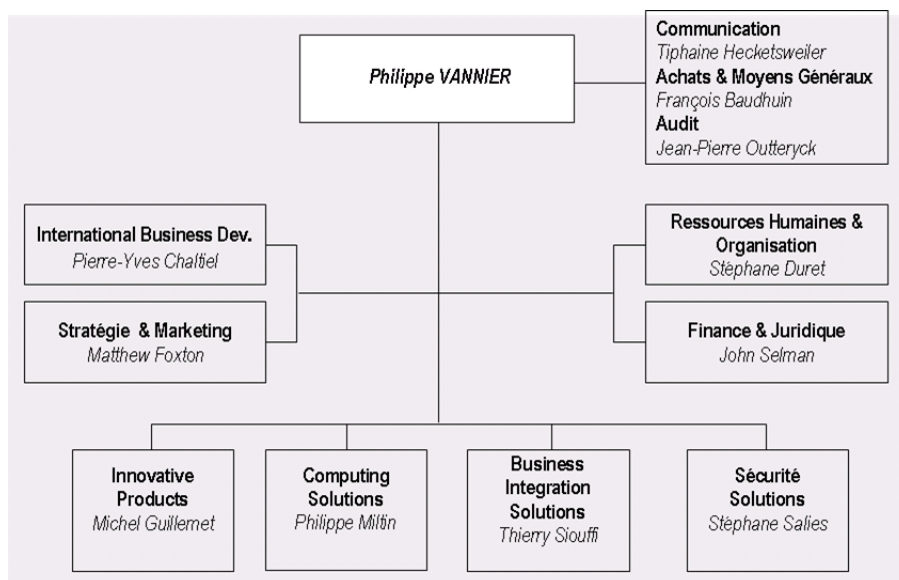 Philippe VANNIER
Communication
Tiphaine Hecketsweiler
Achats & Moyens Généraux
François Baudhuin
Audit
Jean-Pierre Outteryck
International Business Dev.
Pierre-Yves Chaltiel
Ressources Humaines &
Organisation
Stéphane Duret
Stratégie & Marketing
Matthew Foxton
Finance & Juridique
John Selman
Innovative
Products
Michel Guillemet
Computing
Solutions
Philippe Miltin
Business
Integration
Solutions
Thierry Siouffi
Sécurité
Solutions
Stéphane Salies